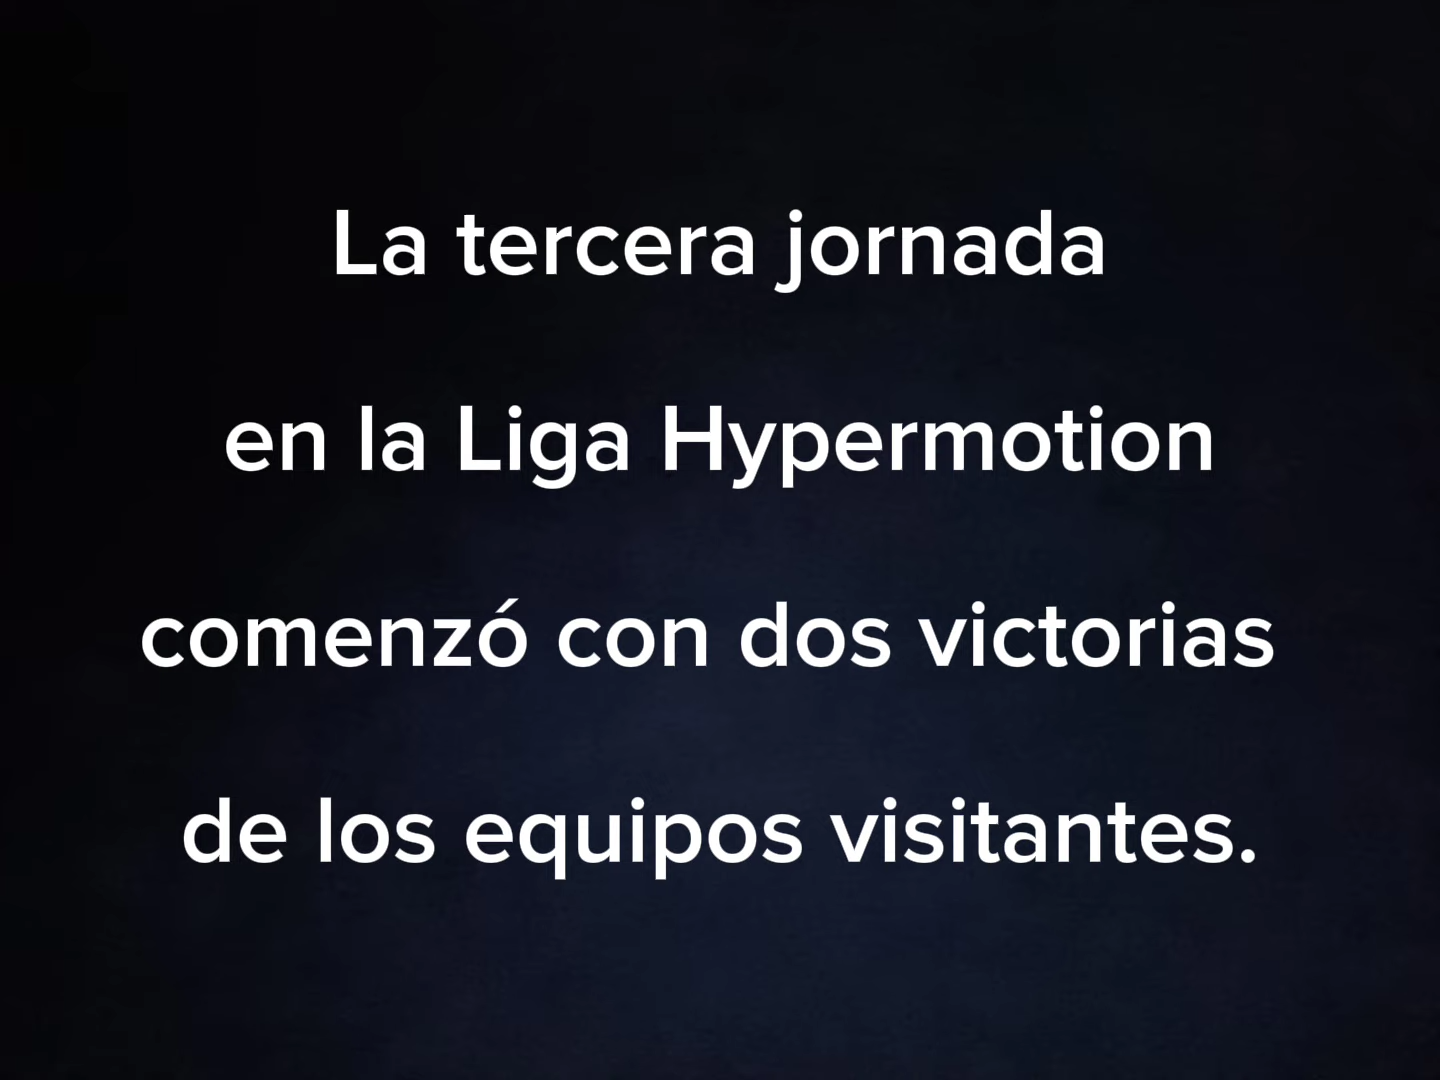 La tercera jornada
en la Liga Hypermotion
comenzó con dos victorias
de los equipos visitantes.